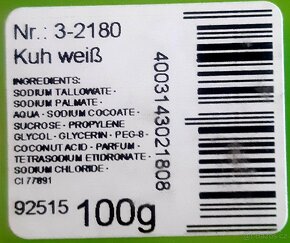 Nr.: 3-2180
Kuh weiß
INGREDIENTS:
SODIUM TALLOWATE -
SODIUM PALMATE -
AQUA - SODIUM COCOATE -
SUCROSE - PROPYLENE
GLYCOL - GLYCERIN - PEG-8 -
COCONUT ACID - PARFUM -
TETRASODIUM ETIDRONATE -
SODIUM CHLORIDE -
CI 77891
92515 100g
4003143021808